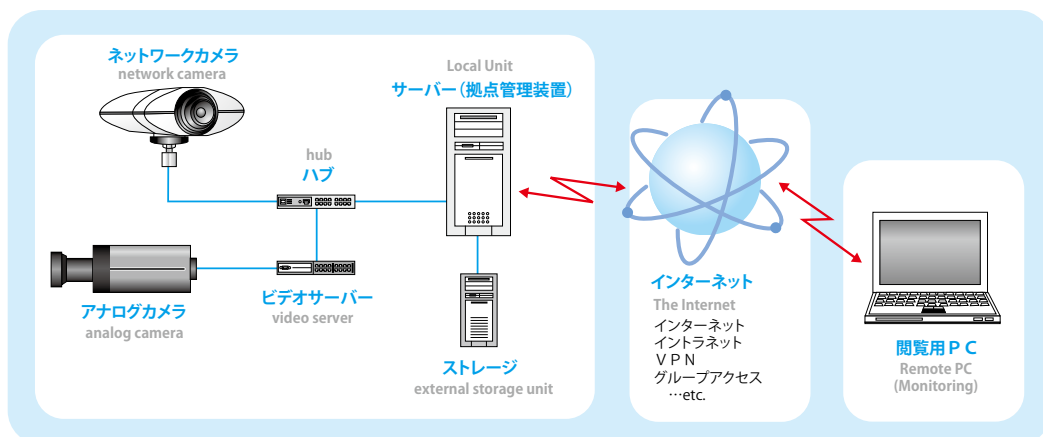 ネットワークカメラ
network camera
Local Unit
サーバー（拠点管理装置）
hub
ハブ
アナログカメラ
analog camera
ビデオサーバー
video server
ストレージ
external storage unit
インターネット
The Internet
インターネット
イントラネット
ＶＰＮ
グループアクセス
…etc.
閲覧用ＰＣ
Remote PC
(Monitoring)